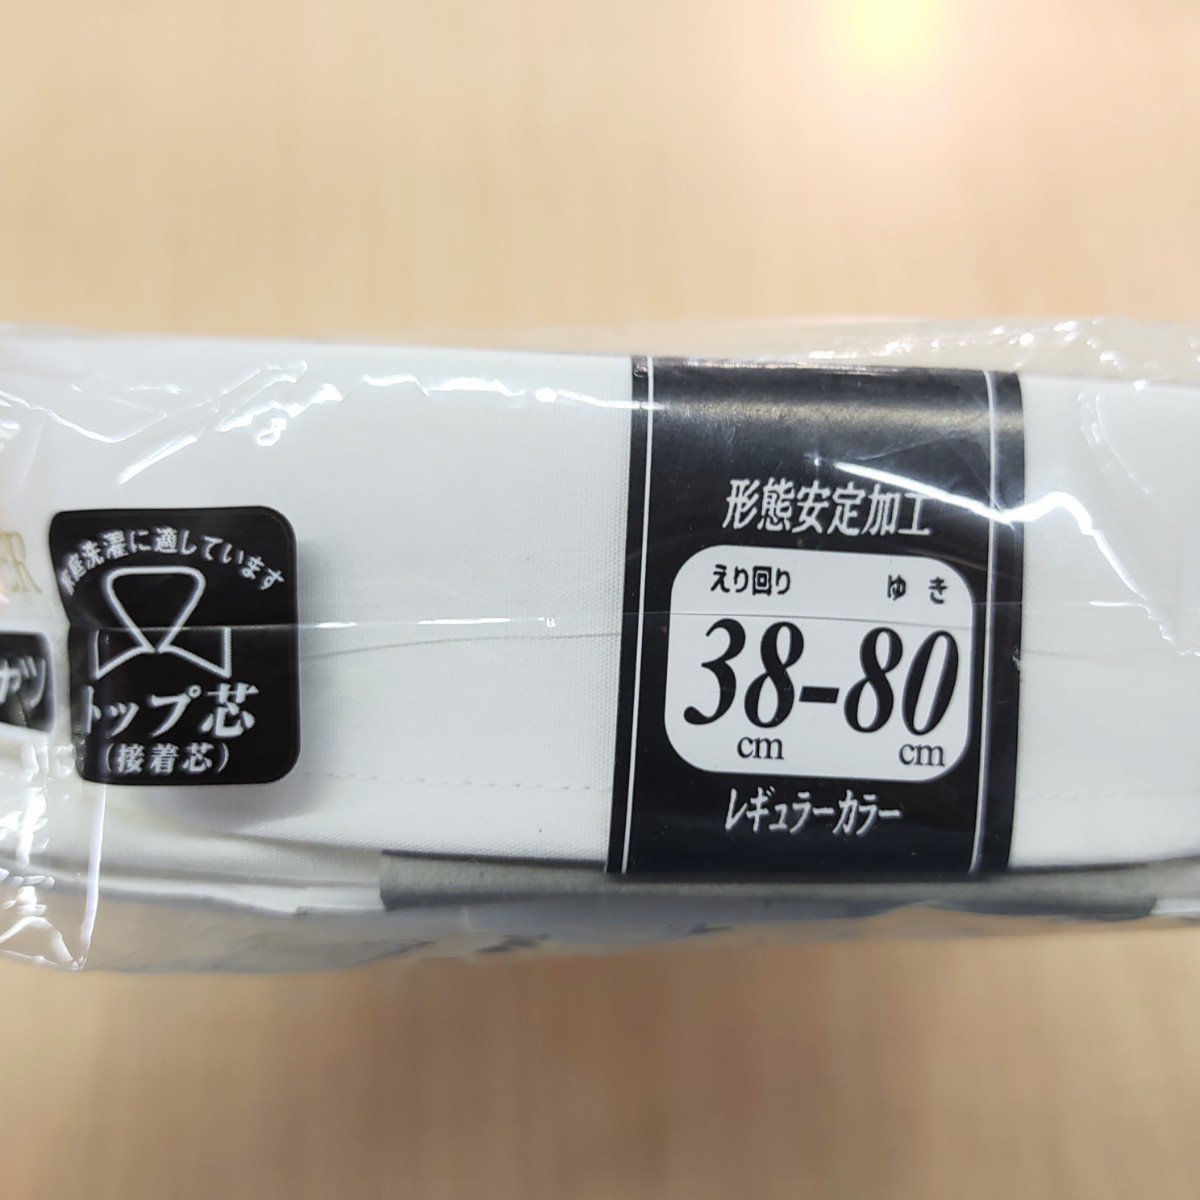 家庭洗濯に適しています
トップ芯
(接着芯)
形態安定加工
えり回り ゆき
38-80
cm cm
レギュラーカラー